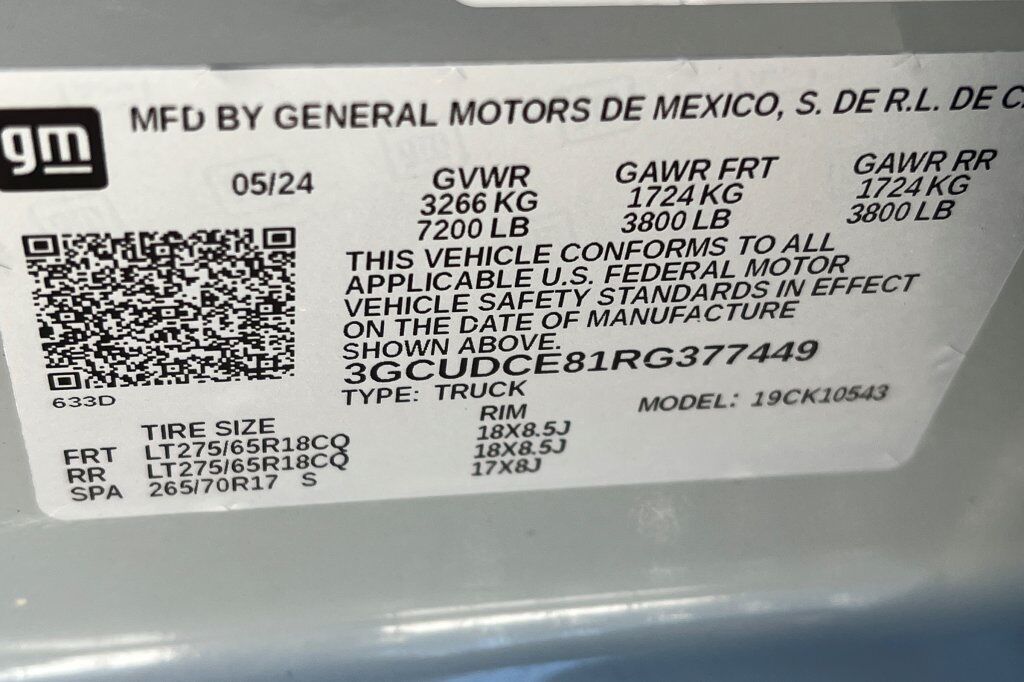 gm
MFD BY GENERAL MOTORS DE MEXICO, S. DE R.L. DE C.
05/24
GVWR GAWR FRT GAWR RR
3266 KG 1724 KG 1724 KG
7200 LB 3800 LB 3800 LB
THIS VEHICLE CONFORMS TO ALL
APPLICABLE U.S. FEDERAL MOTOR
VEHICLE SAFETY STANDARDS IN EFFECT
ON THE DATE OF MANUFACTURE
SHOWN ABOVE.
3GCUDCE81RG377449
633D
TYPE: TRUCK MODEL: 19CK10543
TIRE SIZE RIM
FRT LT275/65R18CQ 18X8.5J
RR LT275/65R18CQ 18X8.5J
SPA 265/70R17 S 17X8J